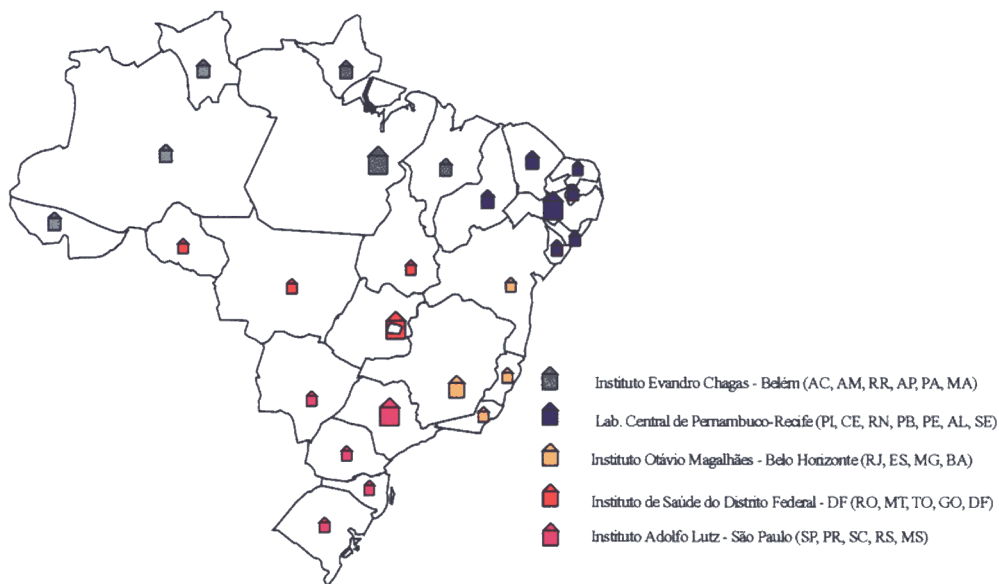 Instituto Evandro Chagas - Belém (AC, AM, RR, AP, PA, MA)
Lab. Central de Pernambuco-Recife (PI, CE, RN, PB, PE, AL, SE)
Instituto Otávio Magalhães - Belo Horizonte (RJ, ES, MG, BA)
Instituto de Saúde do Distrito Federal - DF (RO, MT, TO, GO, DF)
Instituto Adolfo Lutz - São Paulo (SP, PR, SC, RS, MS)